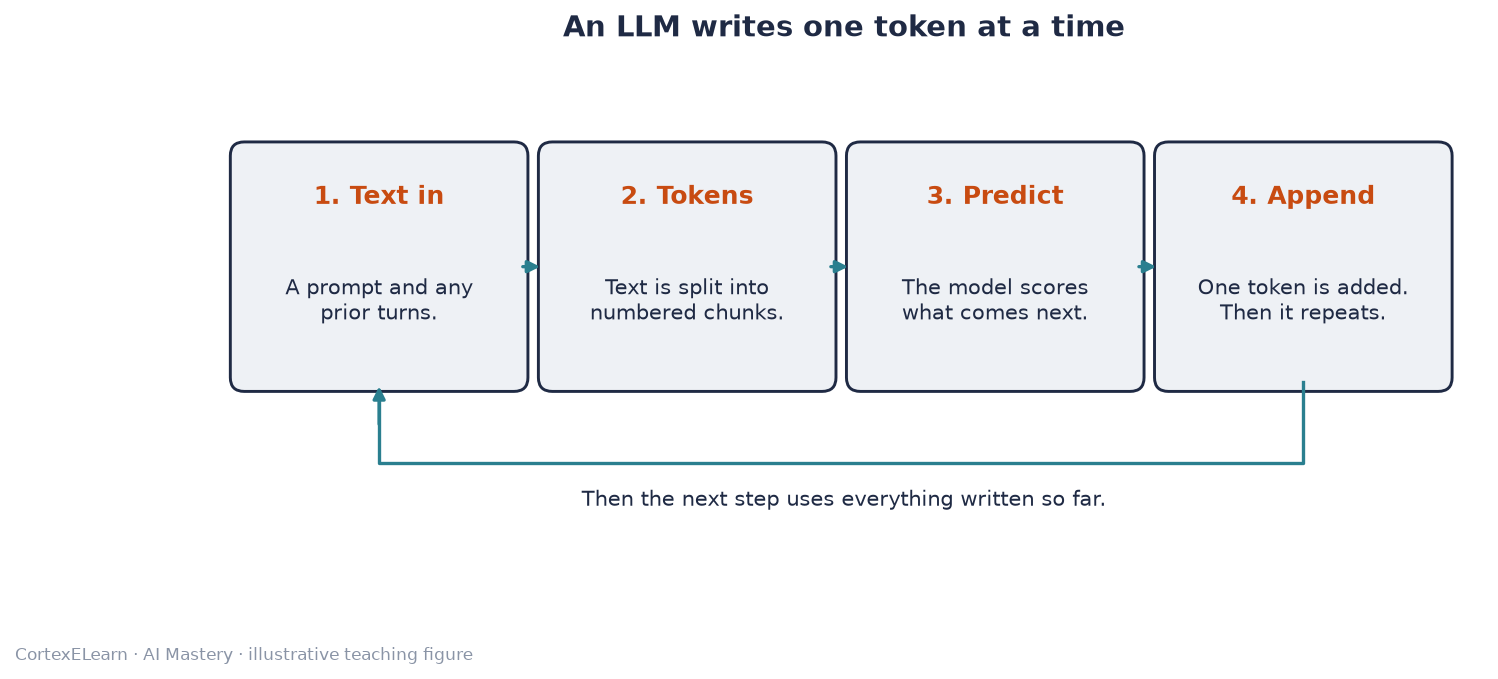 An LLM writes one token at a time
1. Text in
A prompt and any
prior turns.
2. Tokens
Text is split into
numbered chunks.
3. Predict
The model scores
what comes next.
4. Append
One token is added.
Then it repeats.
Then the next step uses everything written so far.
CortexELearn · AI Mastery · illustrative teaching figure